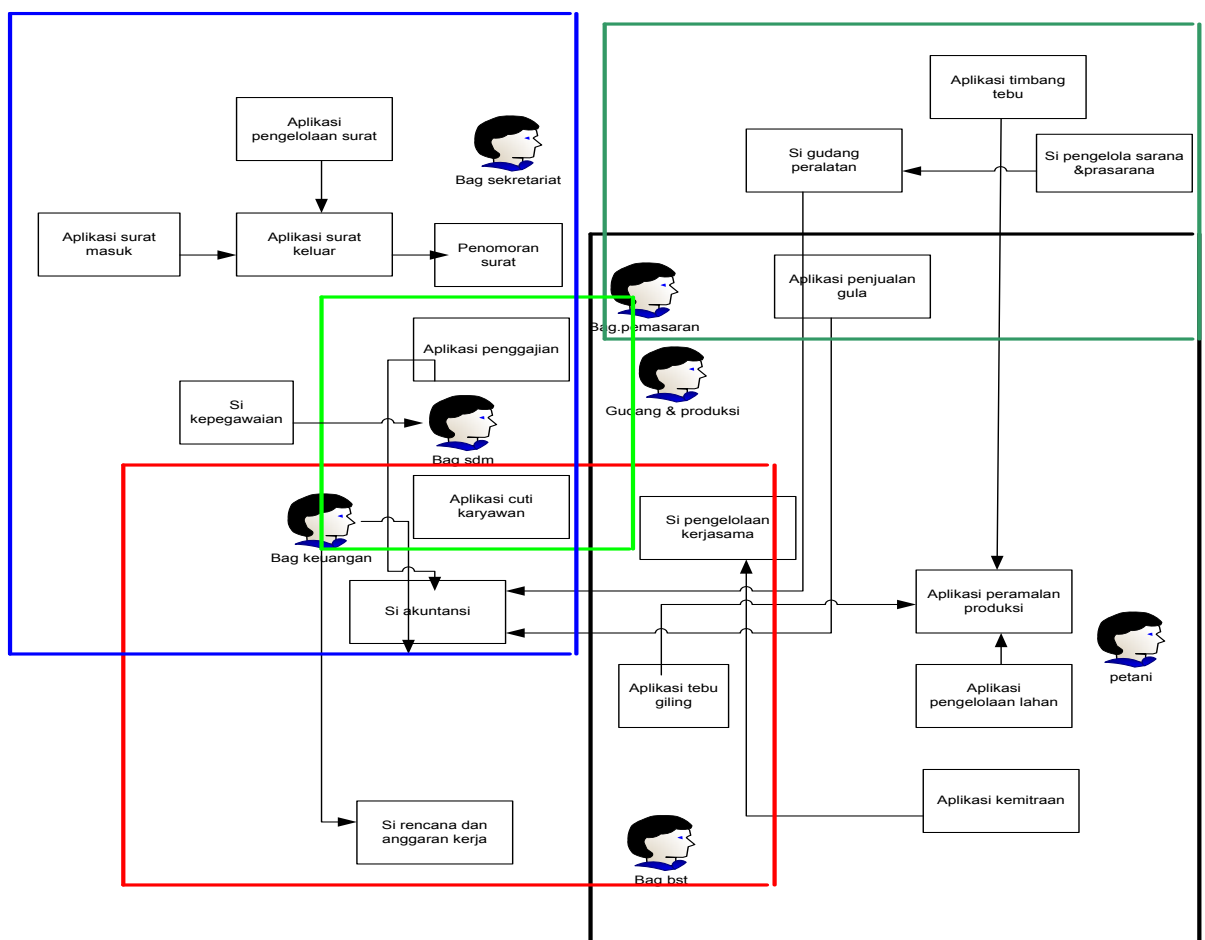 Aplikasi
pengelolaan surat
Bag sekretariat
Aplikasi surat
masuk
Aplikasi surat
keluar
Penomoran
surat
Aplikasi timbang
tebu
Si gudang
peralatan
Si pengelola sarana
&prasarana
Aplikasi penjualan
gula
Bag.pemasaran
Gudang & produksi
Aplikasi penggajian
Si
kepegawaian
Bag sdm
Aplikasi cuti
karyawan
Bag keuangan
Si akuntansi
Si pengelolaan
kerjasama
Aplikasi peramalan
produksi
petani
Aplikasi tebu
giling
Aplikasi
pengelolaan lahan
Aplikasi kemitraan
Si rencana dan
anggaran kerja
Bag bst